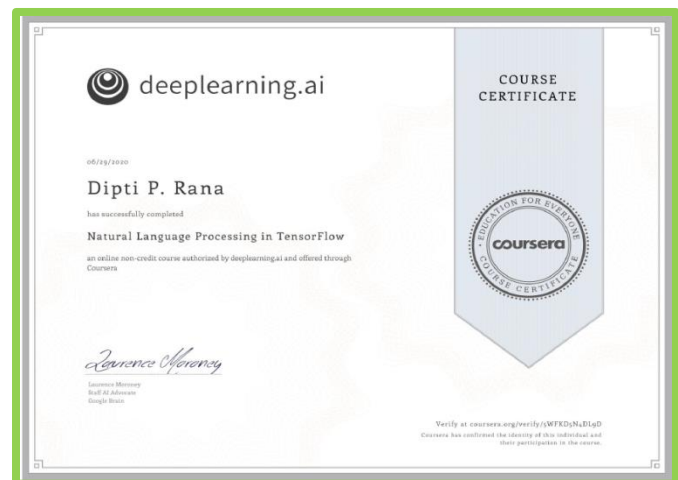 deeplearning.ai
COURSE
CERTIFICATE
06/29/2020
Dipti P. Rana
has successfully completed
Natural Language Processing in TensorFlow
an online non-credit course authorized by deeplearning.ai and offered through
Coursera
EDUCATION FOR EVERYONE
coursera
COURSE CERTIFICATE
Laurence Moroney
Laurence Moroney
Staff AI Advocate
Google Brain
Verify at coursera.org/verify/5WFKD5N4DL9D
Coursera has confirmed the identity of this individual and
their participation in the course.